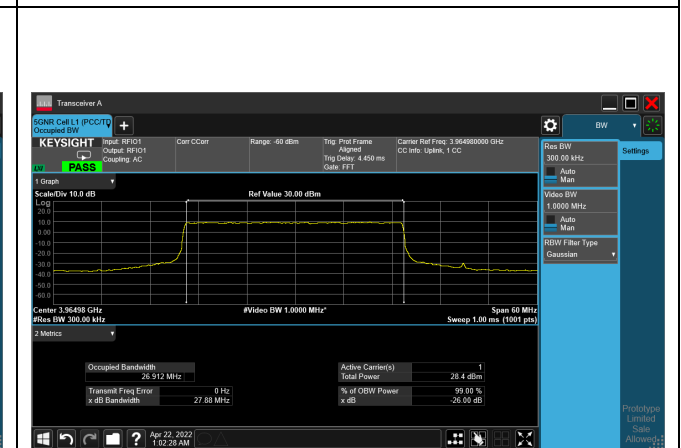 Transceiver A
5GNR Cell L1 (PCC/TD
Occupied BW
+
BW
KEYSIGHT
Input: RFIO1
Output: RFIO1
Coupling: AC
Corr CCorr
Range: -60 dBm
Trig: Prot Frame
Aligned
Trig Delay: 4.450 ms
Gate: FFT
Carrier Ref Freq: 3.964980000 GHz
CC Info: Uplink, 1 CC
PASS
Res BW
300.00 kHz
Settings
Auto
Man
Video BW
1.0000 MHz
Auto
Man
RBW Filter Type
Gaussian
1 Graph
Scale/Div 10.0 dB
Ref Value 30.00 dBm
Log
20.0
10.0
0.00
-10.0
-20.0
-30.0
-40.0
-50.0
-60.0
Center 3.96498 GHz
#Video BW 1.0000 MHz*
Span 60 MHz
#Res BW 300.00 kHz
Sweep 1.00 ms (1001 pts)
2 Metrics
Occupied Bandwidth
26.912 MHz
Active Carrier(s) 1
Total Power 28.4 dBm
Transmit Freq Error 0 Hz
x dB Bandwidth 27.88 MHz
% of OBW Power 99.00 %
x dB -26.00 dB
Prototype
Limited
Sale
Allowed
?
Apr 22, 2022
1:02:28 AM